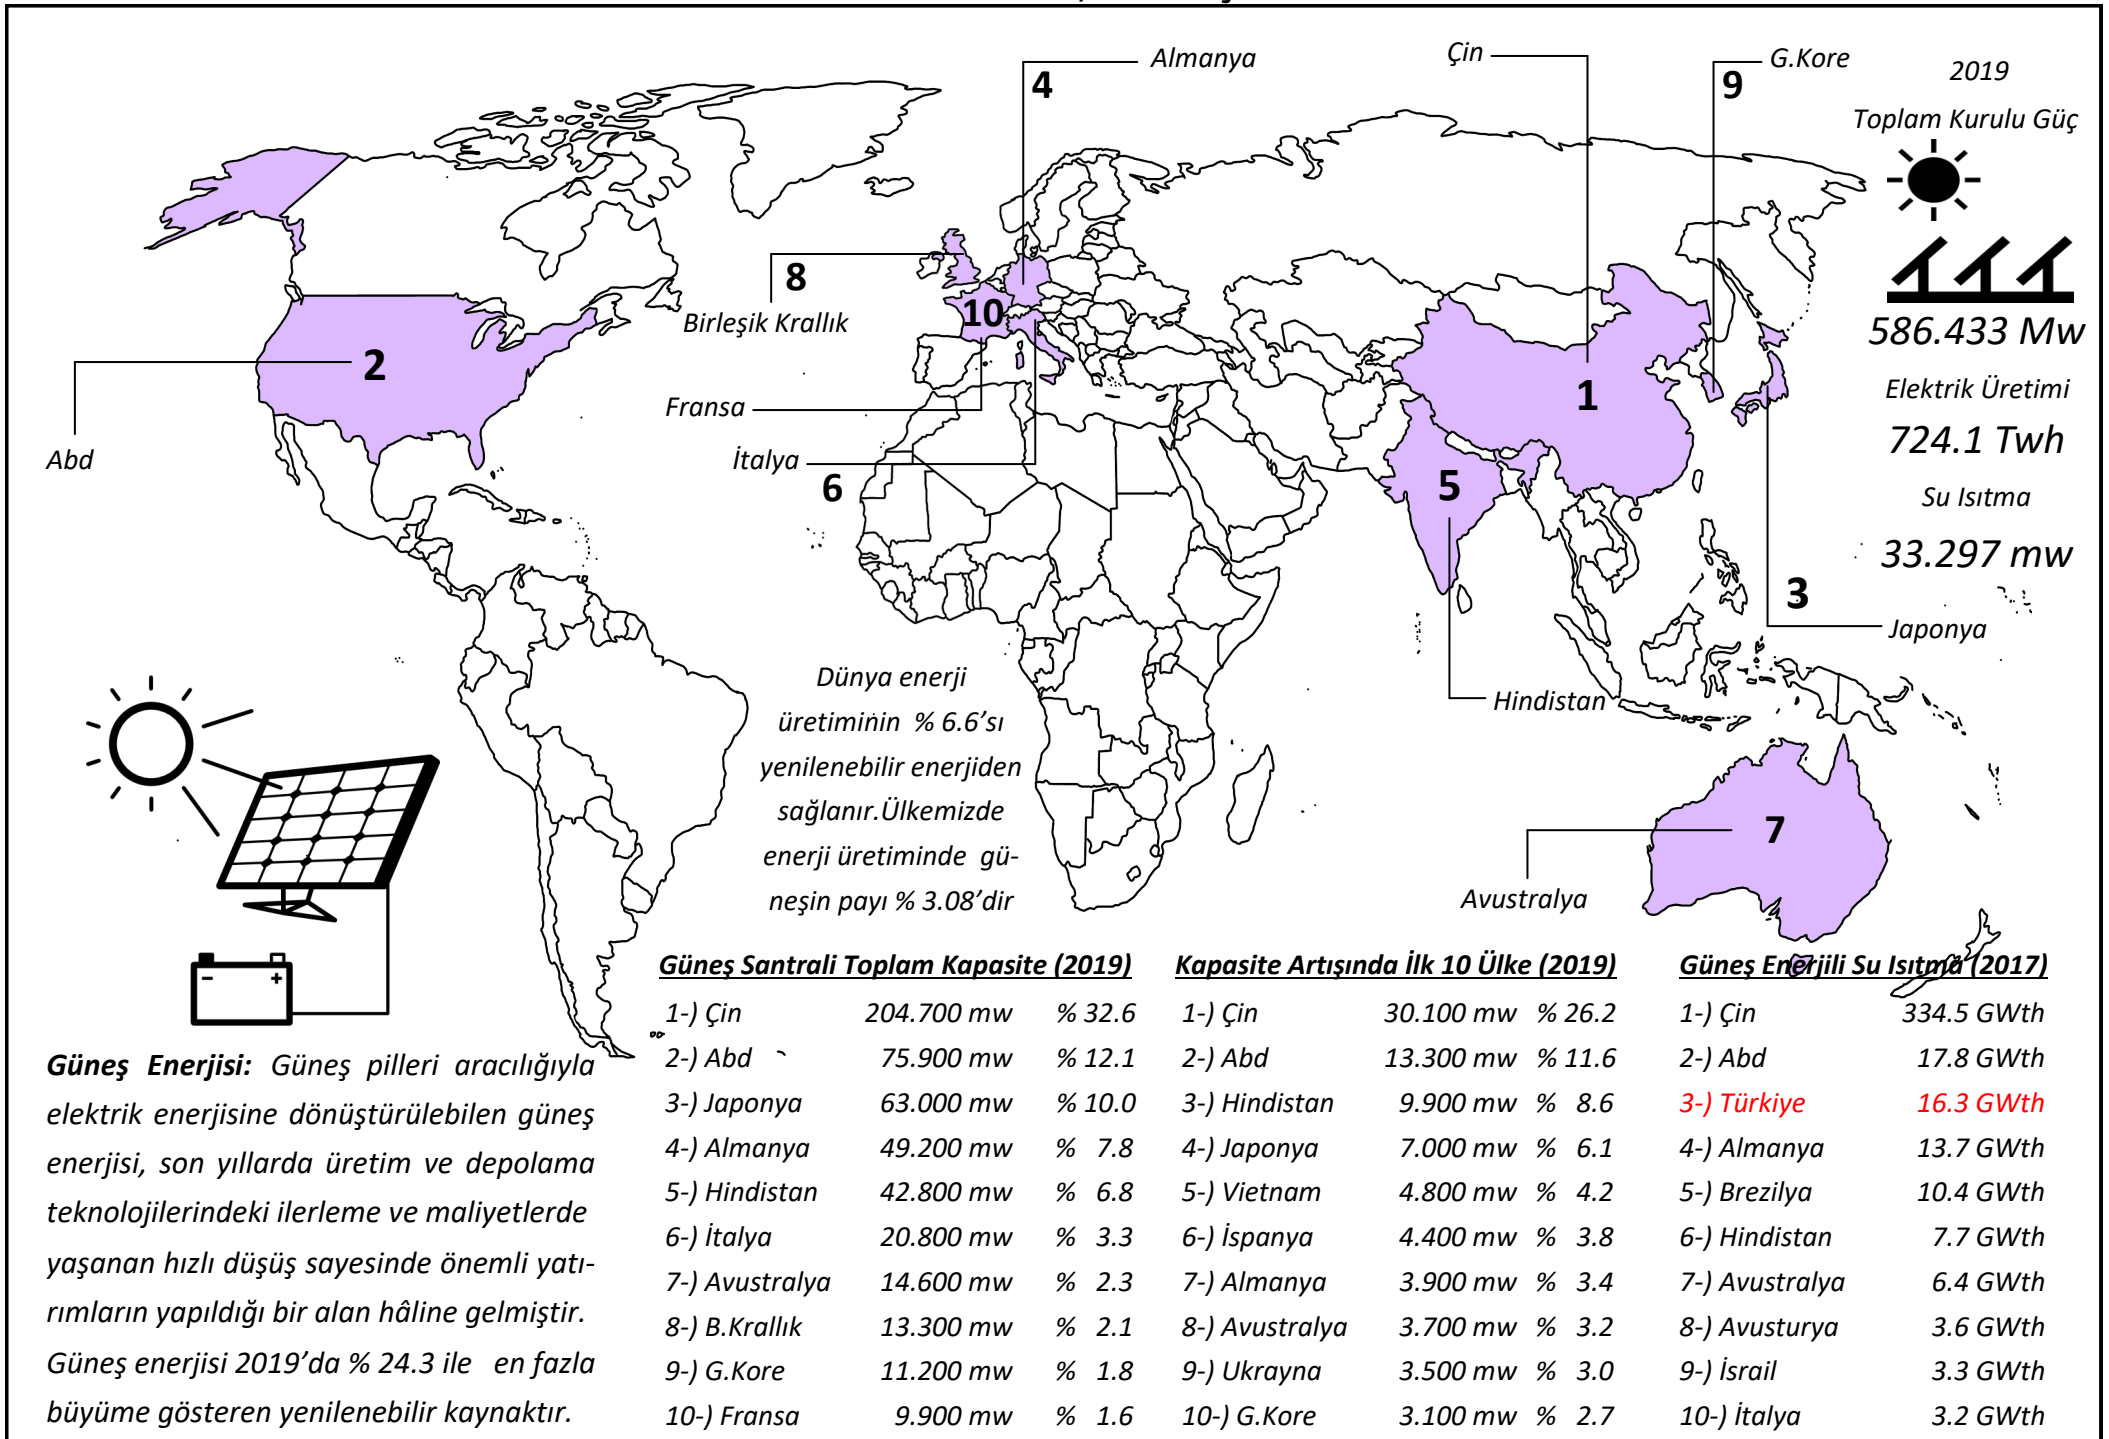 Almanya
4
Çin
G.Kore
9
2019
Toplam Kurulu Güç
586.433 Mw
Elektrik Üretimi
724.1 Twh
Su Isıtma
33.297 mw
8
Birleşik Krallık
10
2
Abd
Fransa
İtalya
6
1
5
3
Japonya
Hindistan
7
Avustralya
Dünya enerji
üretiminin % 6.6’sı
yenilenebilir enerjiden
sağlanır.Ülkemizde
enerji üretiminde gü-
neşin payı % 3.08’dir
- +
Güneş Enerjisi: Güneş pilleri aracılığıyla
elektrik enerjisine dönüştürülebilen güneş
enerjisi, son yıllarda üretim ve depolama
teknolojilerindeki ilerleme ve maliyetlerde
yaşanan hızlı düşüş sayesinde önemli yatı-
rımların yapıldığı bir alan hâline gelmiştir.
Güneş enerjisi 2019’da % 24.3 ile en fazla
büyüme gösteren yenilenebilir kaynaktır.
Güneş Santrali Toplam Kapasite (2019)
1-) Çin 204.700 mw % 32.6
2-) Abd 75.900 mw % 12.1
3-) Japonya 63.000 mw % 10.0
4-) Almanya 49.200 mw % 7.8
5-) Hindistan 42.800 mw % 6.8
6-) İtalya 20.800 mw % 3.3
7-) Avustralya 14.600 mw % 2.3
8-) B.Krallık 13.300 mw % 2.1
9-) G.Kore 11.200 mw % 1.8
10-) Fransa 9.900 mw % 1.6
Kapasite Artışında İlk 10 Ülke (2019)
1-) Çin 30.100 mw % 26.2
2-) Abd 13.300 mw % 11.6
3-) Hindistan 9.900 mw % 8.6
4-) Japonya 7.000 mw % 6.1
5-) Vietnam 4.800 mw % 4.2
6-) İspanya 4.400 mw % 3.8
7-) Almanya 3.900 mw % 3.4
8-) Avustralya 3.700 mw % 3.2
9-) Ukrayna 3.500 mw % 3.0
10-) G.Kore 3.100 mw % 2.7
Güneş Enerjili Su Isıtma (2017)
1-) Çin 334.5 GWth
2-) Abd 17.8 GWth
3-) Türkiye 16.3 GWth
4-) Almanya 13.7 GWth
5-) Brezilya 10.4 GWth
6-) Hindistan 7.7 GWth
7-) Avustralya 6.4 GWth
8-) Avusturya 3.6 GWth
9-) İsrail 3.3 GWth
10-) İtalya 3.2 GWth